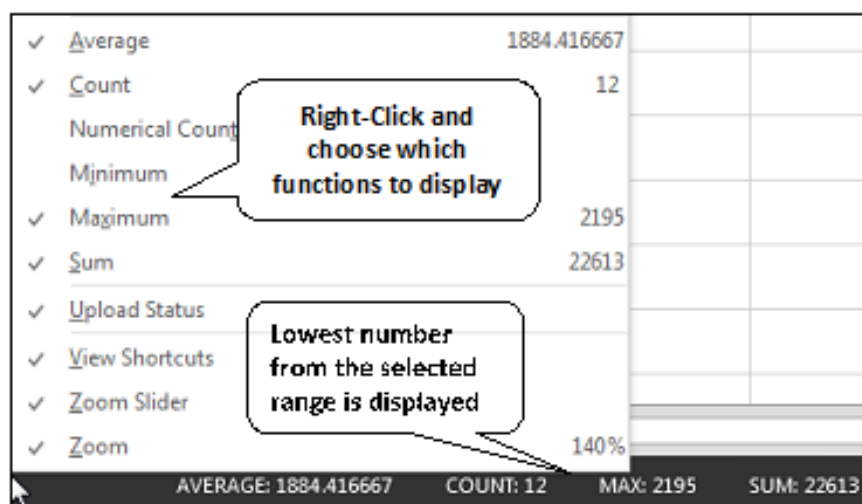 Average 1884.416667
Count 12
Numerical Count
Minimum
Right-Click and
choose which
functions to display
Maximum 2195
Sum 22613
Upload Status
View Shortcuts
Zoom Slider
Zoom 140%
Lowest number
from the selected
range is displayed
AVERAGE: 1884.416667 COUNT: 12 MAX: 2195 SUM: 22613